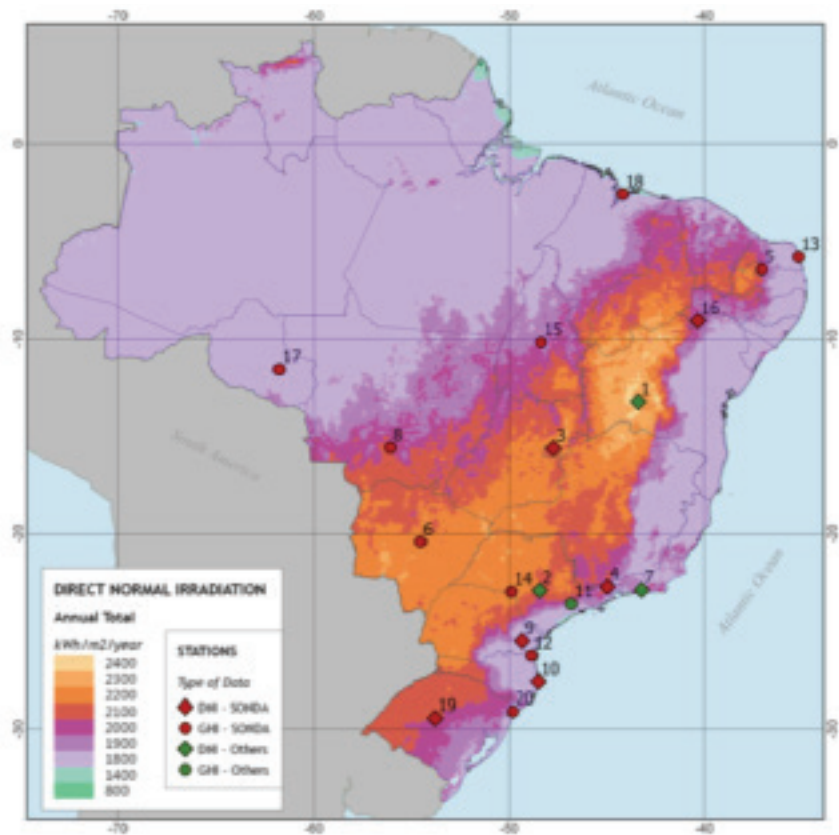 -70 -60 -50 -40
Atlantic Ocean
0
18
13
5
16
-10
15
17
1
8
3
South America
-20
6
14 2 4 7
11
Atlantic Ocean
9
12
10
20
19
-30
DIRECT NORMAL IRRADIATION
Annual Total
kWh/m2/year
2400
2300
2200
2100
2000
1900
1800
1400
800
STATIONS
Type of Data
DNI - SONDA
GHI - SONDA
DNI - Others
GHI - Others
-70 -60 -50 -40